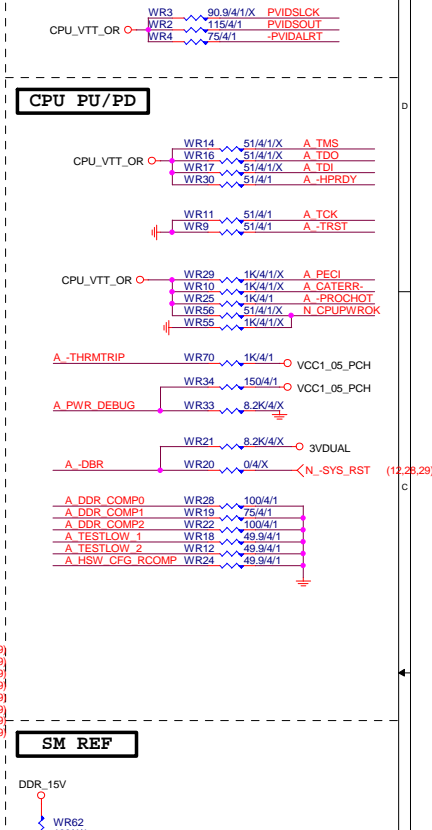 WR3 90.9/4/1/X PVIDSLCK
CPU_VTT_OR WR2 115/4/1 PVIDSOUT
WR4 75/4/1 -PVIDALRT
CPU PU/PD
D
WR14 51/4/1/X A_TMS
CPU_VTT_OR WR16 51/4/1/X A_TDO
WR17 51/4/1/X A_TDI
WR30 51/4/1 A_-HPRDY
WR11 51/4/1 A_TCK
WR9 51/4/1 A_-TRST
CPU_VTT_OR WR29 1K/4/1/X A_PECI
WR10 1K/4/1/X A_CATERR-
WR25 1K/4/1 A_-PROCHOT
WR56 51/4/1/X N_CPUPWROK
WR55 1K/4/1/X
A_-THRMTRIP WR70 1K/4/1 VCC1_05_PCH
WR34 150/4/1 VCC1_05_PCH
A_PWR_DEBUG WR33 8.2K/4/X
WR21 8.2K/4/X 3VDUAL
A_-DBR WR20 0/4/X N_-SYS_RST (12,28,29)
C
A_DDR_COMP0 WR28 100/4/1
A_DDR_COMP1 WR19 75/4/1
A_DDR_COMP2 WR22 100/4/1
A_TESTLOW_1 WR18 49.9/4/1
A_TESTLOW_2 WR12 49.9/4/1
A_HSW_CFG_RCOMP WR24 49.9/4/1
SM REF
DDR_15V
WR62